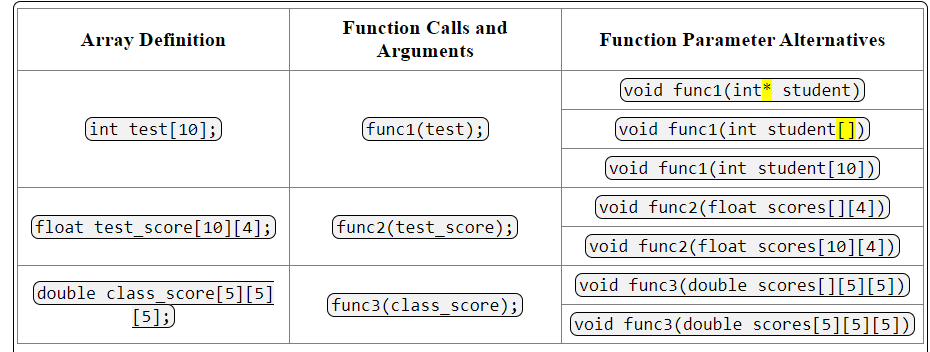 Array Definition
Function Calls and
Arguments
Function Parameter Alternatives
int test[10];
func1(test);
void func1(int* student)
void func1(int student[])
void func1(int student[10])
float test_score[10][4];
func2(test_score);
void func2(float scores[][4])
void func2(float scores[10][4])
double class_score[5][5]
[5];
func3(class_score);
void func3(double scores[][5][5])
void func3(double scores[5][5][5])